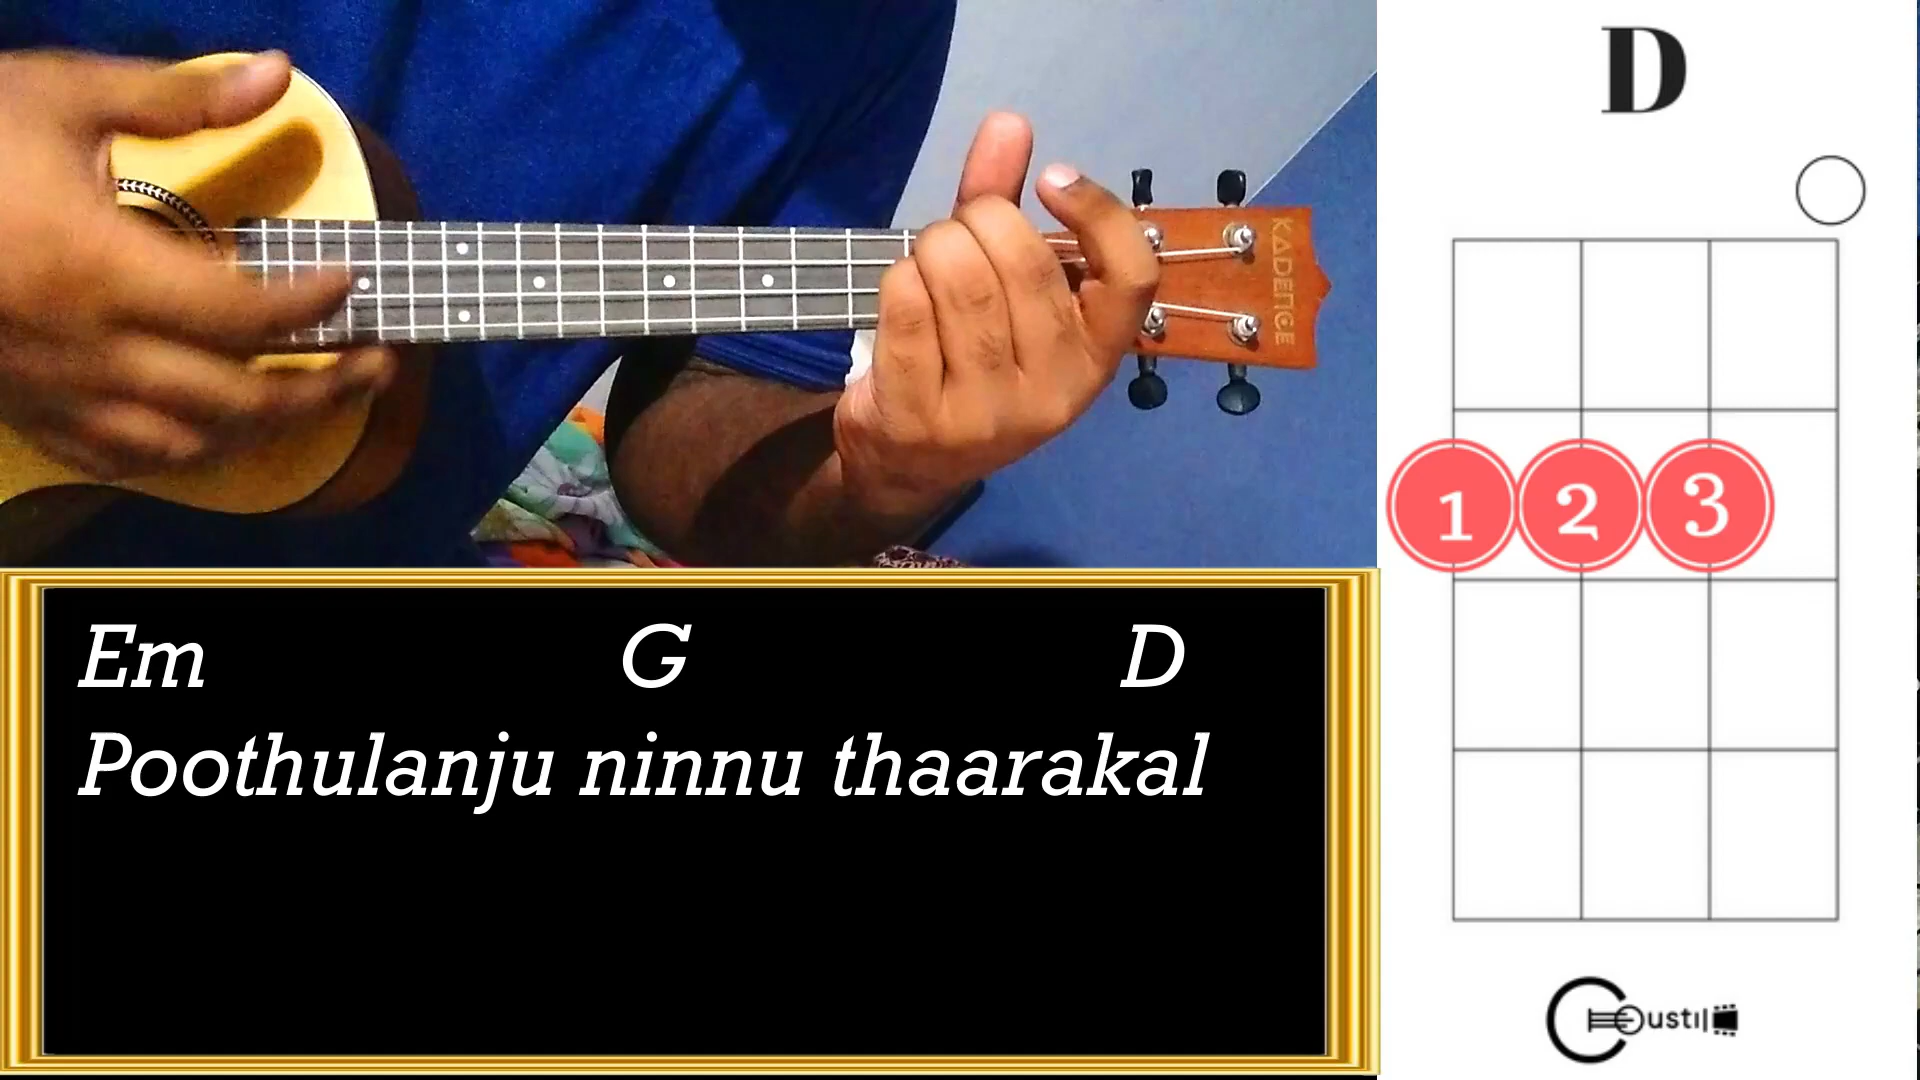 KADENCE
D
1 2 3
Em G D
Poothulanju ninnu thaarakal